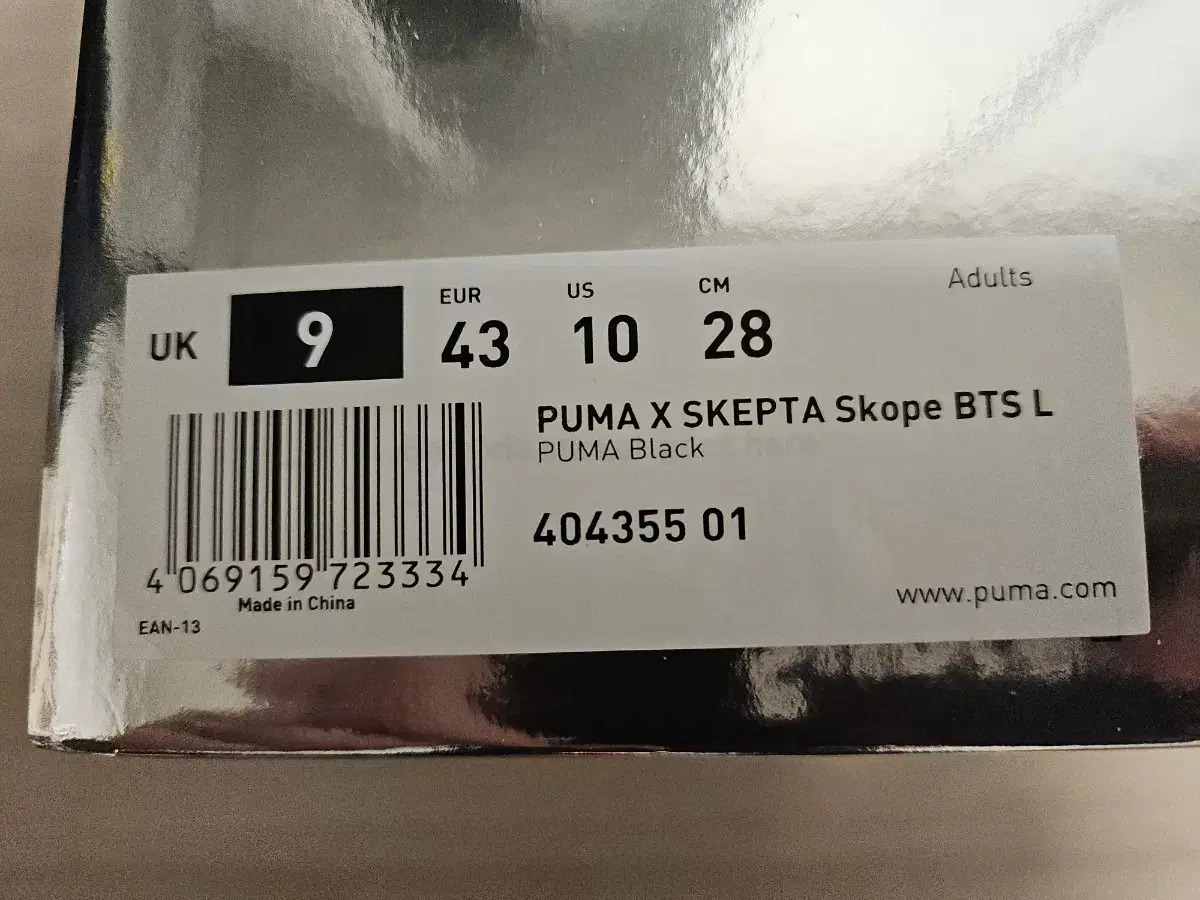 UK 9 EUR 43 US 10 CM 28 Adults
PUMA X SKEPTA Skope BTS L
PUMA Black
404355 01
4 069159 723334
Made in China
EAN-13
www.puma.com